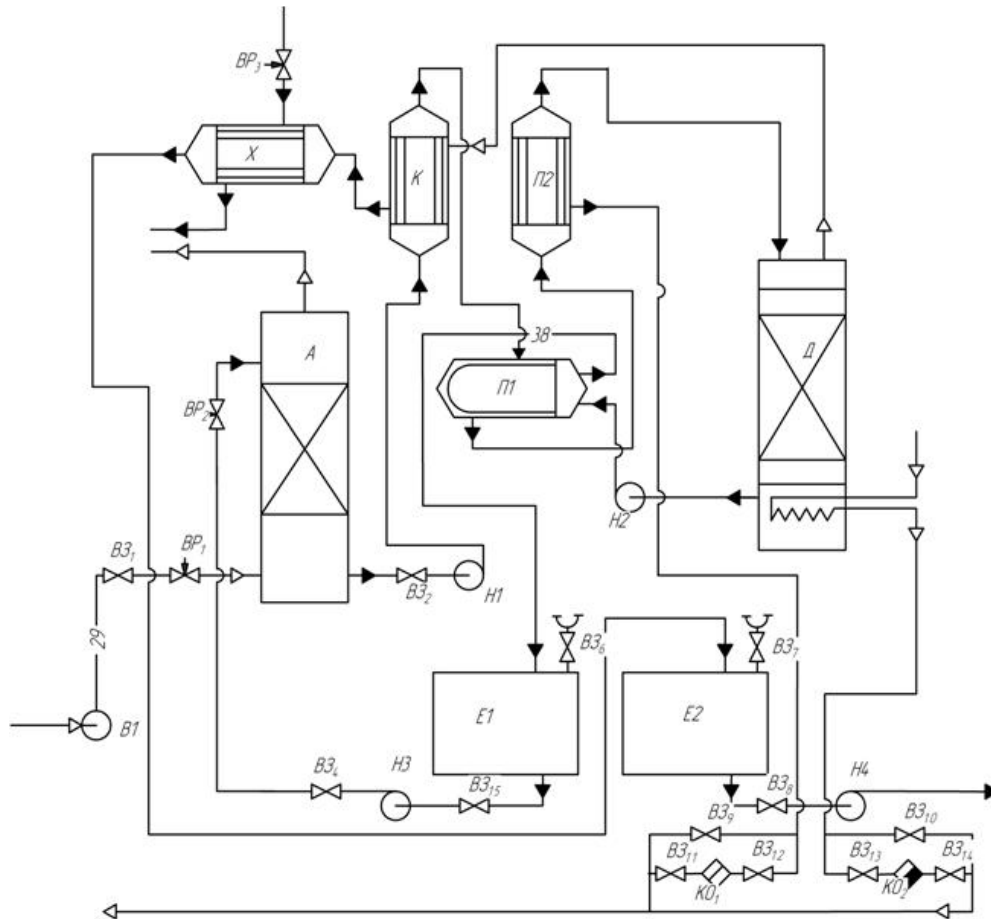 ВР₃
Х
К
П2
38
А
П1
Д
ВР₂
Н2
ВЗ₁
ВР₁
ВЗ₂
Н1
29
ВЗ₆
ВЗ₇
В1
Е1
Е2
ВЗ₄
Н3
ВЗ₁₅
ВЗ₈
Н4
ВЗ₉
ВЗ₁₀
ВЗ₁₁
ВЗ₁₂
ВЗ₁₃
ВЗ₁₄
КО₁
КО₂